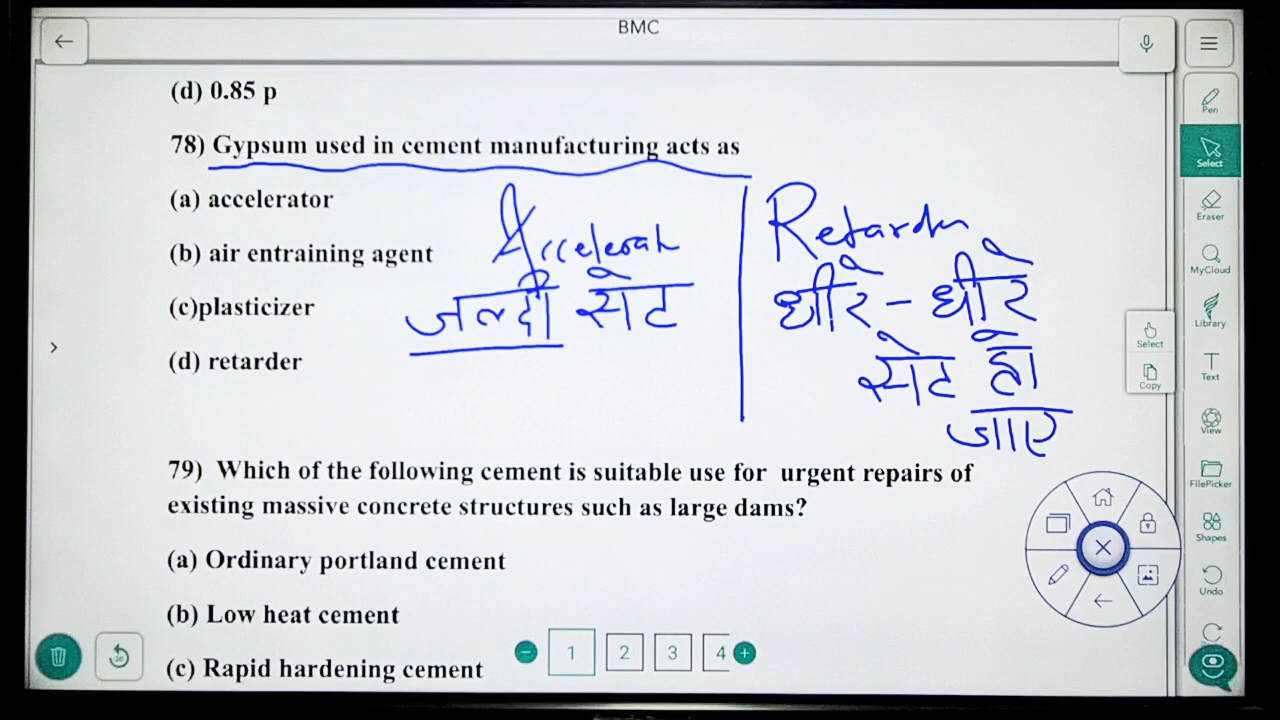 BMC
(d) 0.85 p
78) Gypsum used in cement manufacturing acts as
(a) accelerator
(b) air entraining agent
(c)plasticizer
(d) retarder
Accelerat
जल्दी सेट
Retarder
धीरे - धीरे
सेट हो
जाए
79) Which of the following cement is suitable use for urgent repairs of
existing massive concrete structures such as large dams?
(a) Ordinary portland cement
(b) Low heat cement
(c) Rapid hardening cement
1 2 3 4
Select
Copy
Pen
Select
Eraser
MyCloud
Library
Text
View
FilePicker
Shapes
Undo